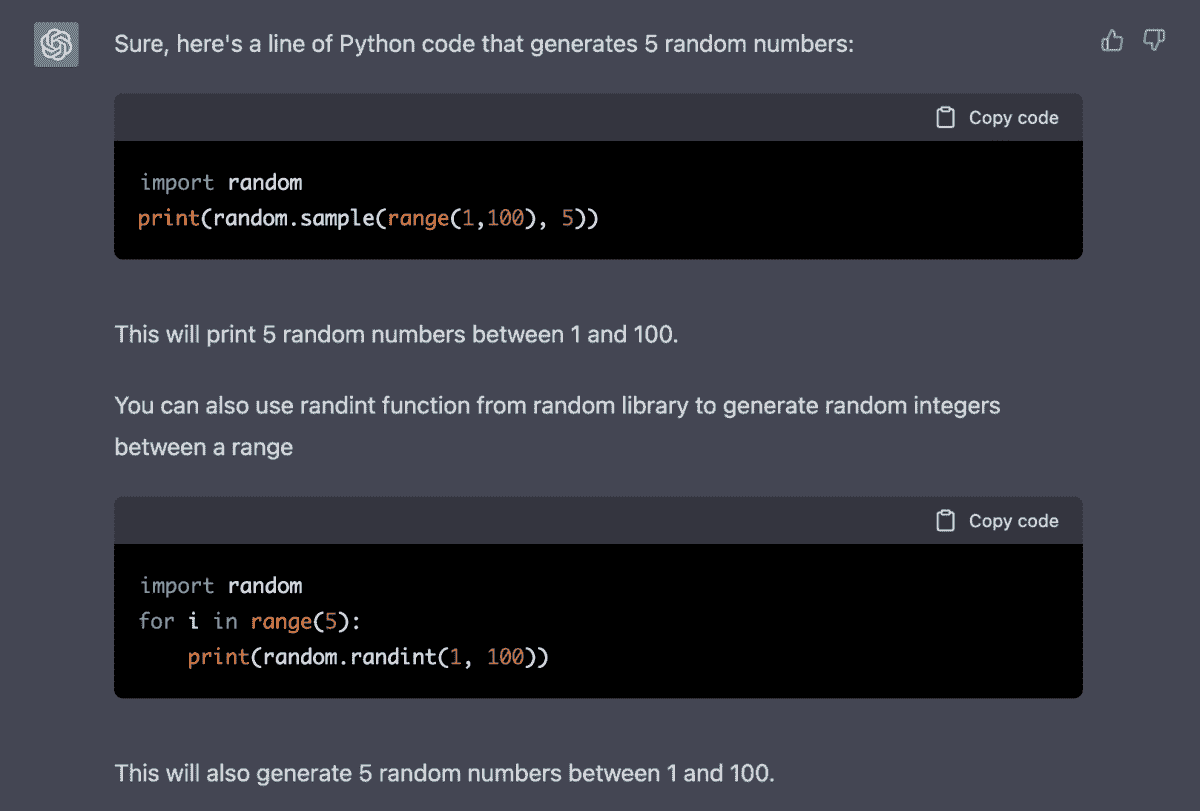 Sure, here's a line of Python code that generates 5 random numbers:
Copy code
import random
print(random.sample(range(1,100), 5))
This will print 5 random numbers between 1 and 100.
You can also use randint function from random library to generate random integers
between a range
Copy code
import random
for i in range(5):
    print(random.randint(1, 100))
This will also generate 5 random numbers between 1 and 100.